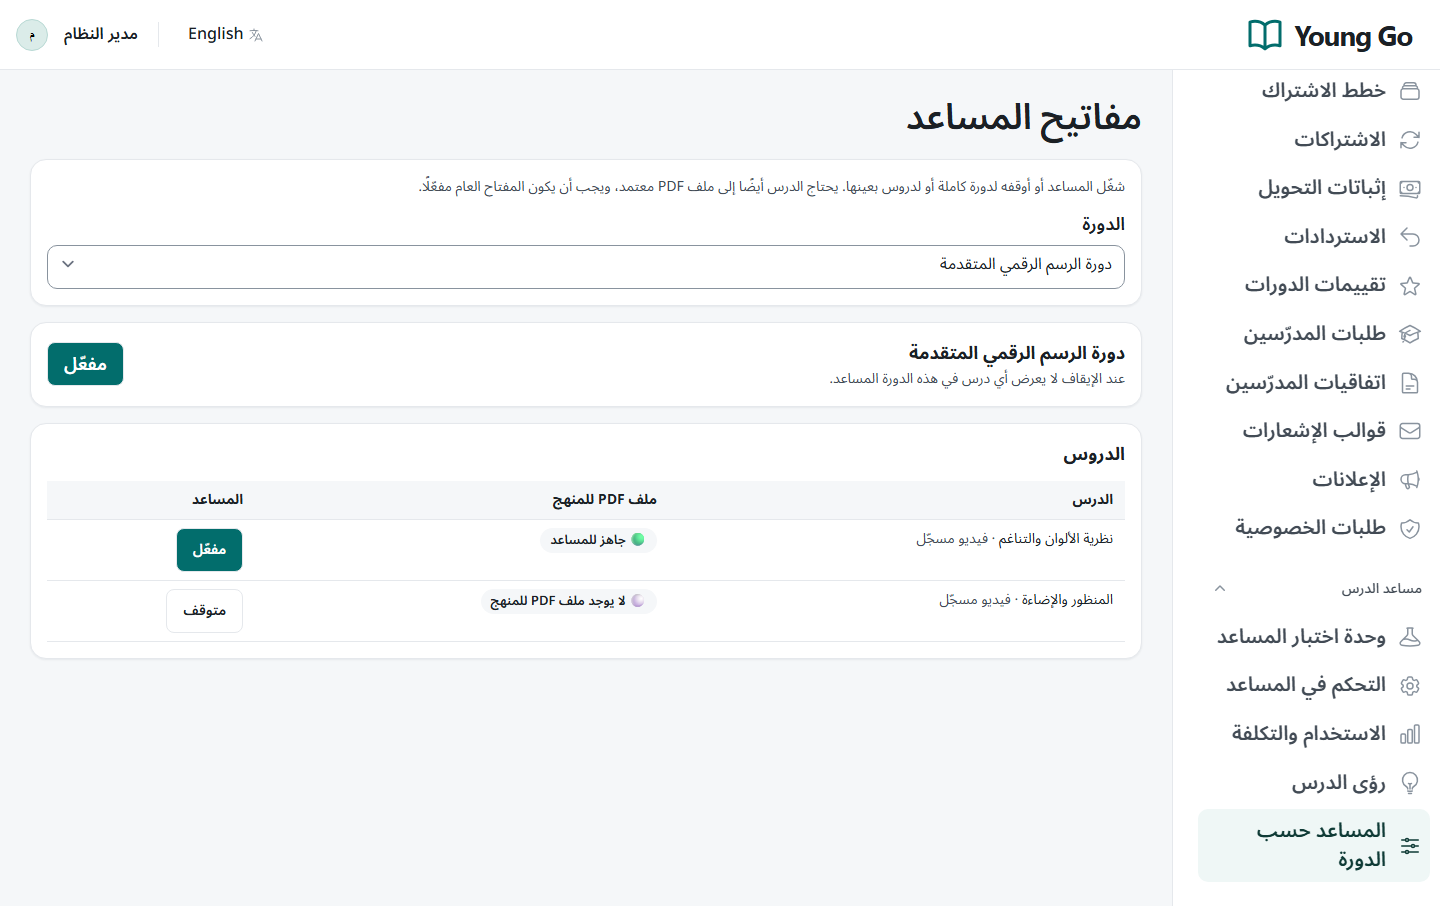 Young Go
English
مدير النظام
م
خطط الاشتراك
الاشتراكات
إثباتات التحويل
الاستردادات
تقييمات الدورات
طلبات المدرّسين
اتفاقيات المدرّسين
قوالب الإشعارات
الإعلانات
طلبات الخصوصية
مساعد الدرس
وحدة اختبار المساعد
التحكم في المساعد
الاستخدام والتكلفة
رؤى الدرس
المساعد حسب
الدورة
مفاتيح المساعد
شغّل المساعد أو أوقفه لدورة كاملة أو لدروس بعينها. يحتاج الدرس أيضًا إلى ملف PDF معتمد، ويجب أن يكون المفتاح العام مفعّلًا.
الدورة
دورة الرسم الرقمي المتقدمة
دورة الرسم الرقمي المتقدمة
مفعّل
عند الإيقاف لا يعرض أي درس في هذه الدورة المساعد.
الدروس
الدرس ملف PDF للمنهج المساعد
نظرية الألوان والتناغم · فيديو مسجّل جاهز للمساعد مفعّل
المنظور والإضاءة · فيديو مسجّل لا يوجد ملف PDF للمنهج متوقف